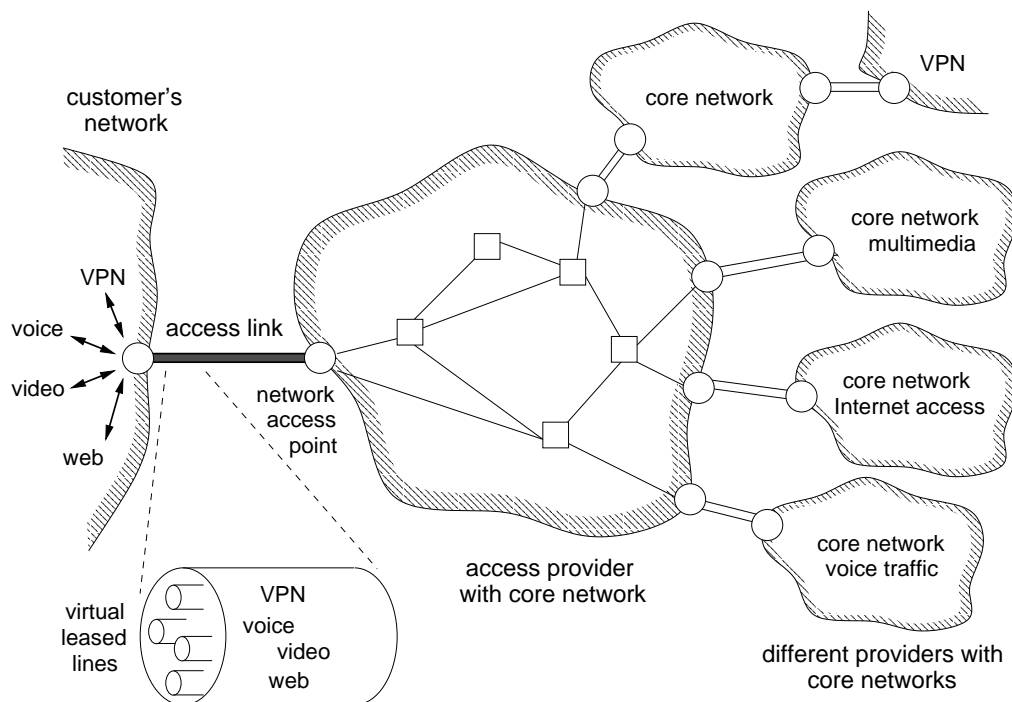 customer's
network
VPN
voice
video
web
access link
network
access
point
virtual
leased
lines
VPN
voice
video
web
access provider
with core network
core network
VPN
core network
multimedia
core network
Internet access
core network
voice traffic
different providers with
core networks